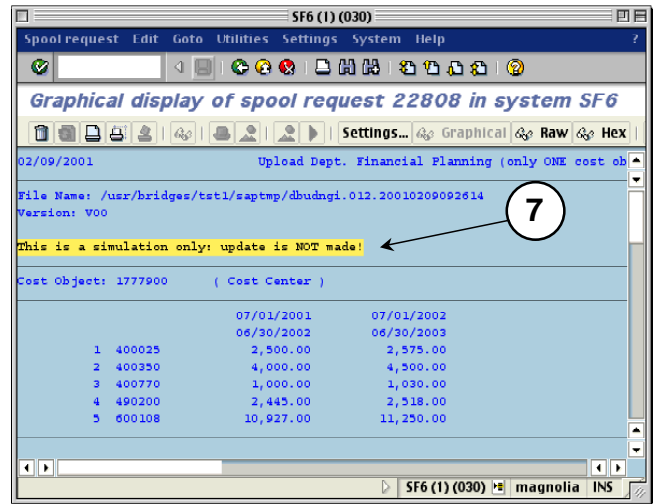 SF6 (1) (030)
Spool request Edit Goto Utilities Settings System Help ?
Graphical display of spool request 22808 in system SF6
Settings... Graphical Raw Hex
02/09/2001 Upload Dept. Financial Planning (only ONE cost ob
File Name: /usr/bridges/tst1/saptmp/dbudngi.012.20010209092614
Version: V00
7
This is a simulation only: update is NOT made!
Cost Object: 1777900 ( Cost Center )
07/01/2001 07/01/2002
06/30/2002 06/30/2003
1 400025 2,500.00 2,575.00
2 400350 4,000.00 4,500.00
3 400770 1,000.00 1,030.00
4 490200 2,445.00 2,518.00
5 600108 10,927.00 11,250.00
SF6 (1) (030) magnolia INS